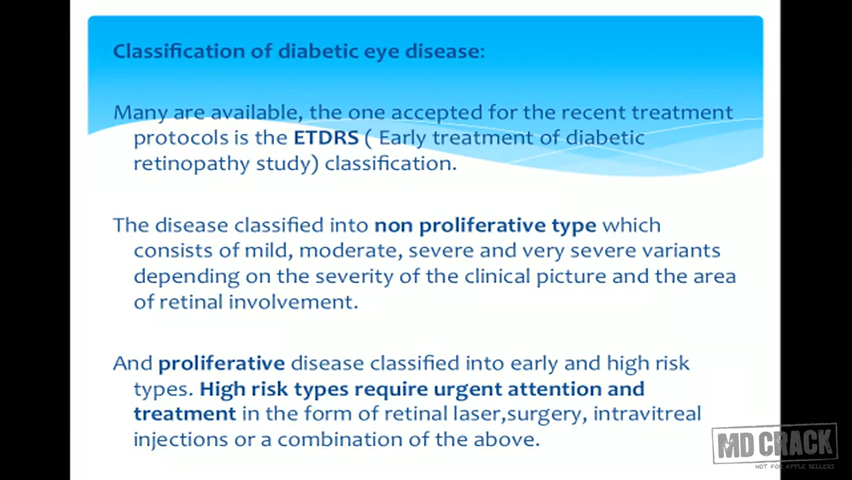 Classification of diabetic eye disease:
Many are available, the one accepted for the recent treatment
protocols is the ETDRS ( Early treatment of diabetic
retinopathy study) classification.
The disease classified into non proliferative type which
consists of mild, moderate, severe and very severe variants
depending on the severity of the clinical picture and the area
of retinal involvement.
And proliferative disease classified into early and high risk
types. High risk types require urgent attention and
treatment in the form of retinal laser,surgery, intravitreal
injections or a combination of the above.
MD CRACK
NOT FOR APPLE SELLERS